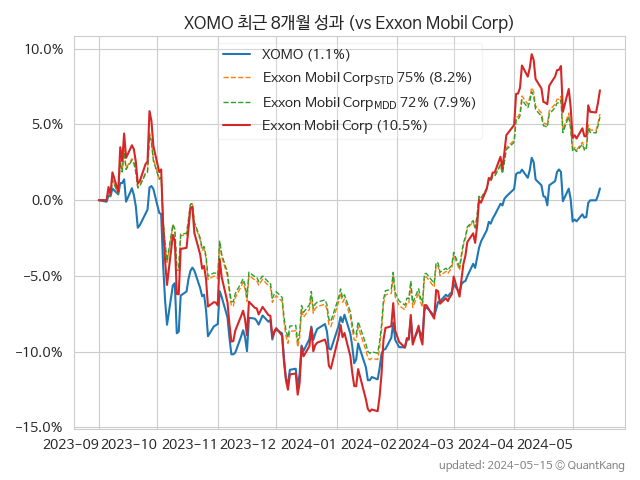 XOMO 최근 8개월 성과 (vs Exxon Mobil Corp)
XOMO (1.1%)
Exxon Mobil CorpSTD 75% (8.2%)
Exxon Mobil CorpMDD 72% (7.9%)
Exxon Mobil Corp (10.5%)
10.0%
5.0%
0.0%
−5.0%
−10.0%
−15.0%
2023-09 2023-10 2023-11 2023-12 2024-01 2024-02 2024-03 2024-04 2024-05
updated: 2024-05-15 © QuantKang